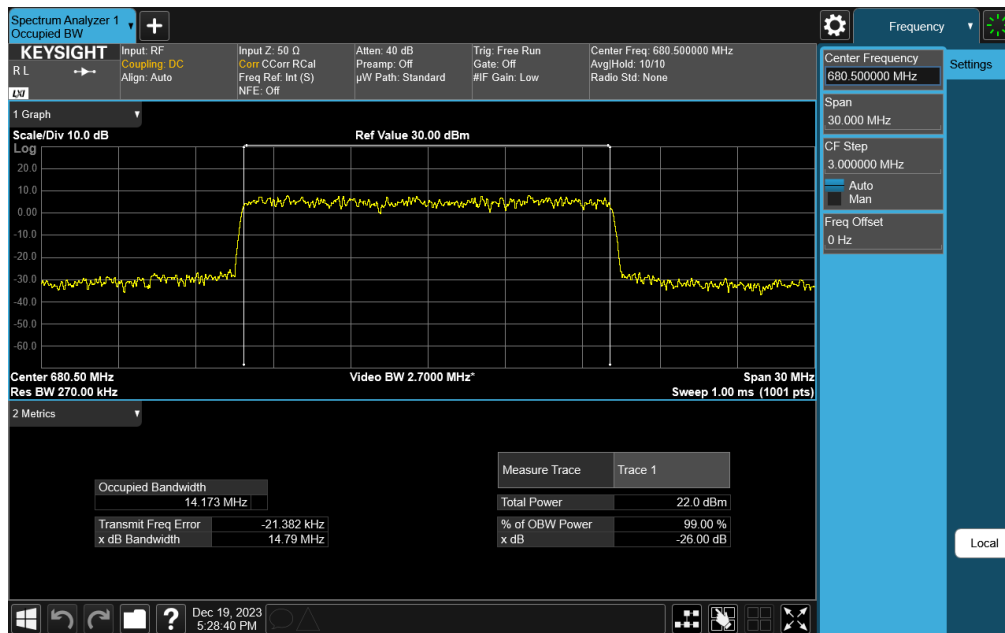 Spectrum Analyzer 1
Occupied BW
Frequency
KEYSIGHT
R L
LXI
Input: RF
Coupling: DC
Align: Auto
Input Z: 50 Ω
Corr CCorr RCal
Freq Ref: Int (S)
NFE: Off
Atten: 40 dB
Preamp: Off
µW Path: Standard
Trig: Free Run
Gate: Off
#IF Gain: Low
Center Freq: 680.500000 MHz
Avg|Hold: 10/10
Radio Std: None
Center Frequency
680.500000 MHz
Settings
Span
30.000 MHz
CF Step
3.000000 MHz
Auto
Man
Freq Offset
0 Hz
Local
1 Graph
Scale/Div 10.0 dB
Ref Value 30.00 dBm
Log
20.0
10.0
0.00
-10.0
-20.0
-30.0
-40.0
-50.0
-60.0
Center 680.50 MHz
Video BW 2.7000 MHz*
Span 30 MHz
Res BW 270.00 kHz
Sweep 1.00 ms (1001 pts)
2 Metrics
Occupied Bandwidth
14.173 MHz
Transmit Freq Error -21.382 kHz
x dB Bandwidth 14.79 MHz
Measure Trace Trace 1
Total Power 22.0 dBm
% of OBW Power 99.00 %
x dB -26.00 dB
?
Dec 19, 2023
5:28:40 PM